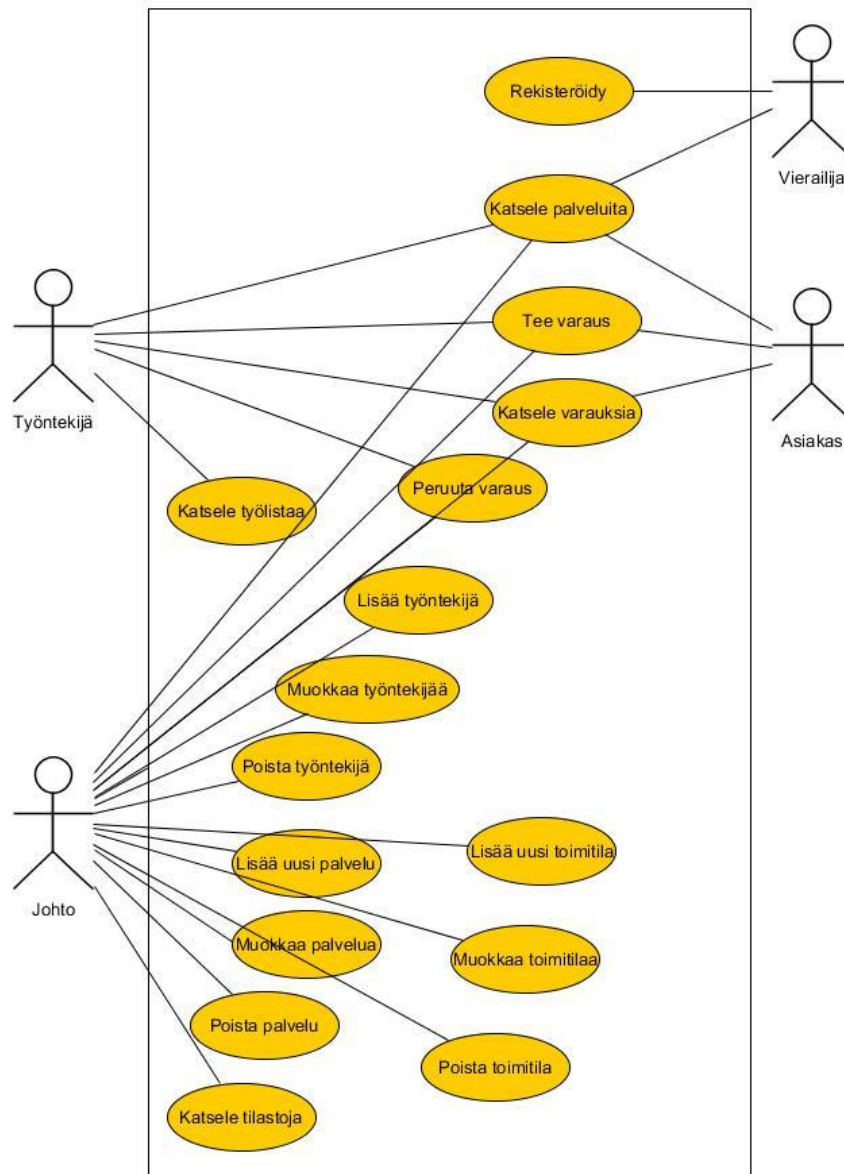 Rekisteröidy
Vierailija
Katsele palveluita
Tee varaus
Työntekijä
Katsele varauksia
Asiakas
Peruuta varaus
Katsele työlistaa
Lisää työntekijä
Muokkaa työntekijää
Poista työntekijä
Lisää uusi toimitila
Lisää uusi palvelu
Johto
Muokkaa palvelua
Muokkaa toimitilaa
Poista palvelu
Poista toimitila
Katsele tilastoja